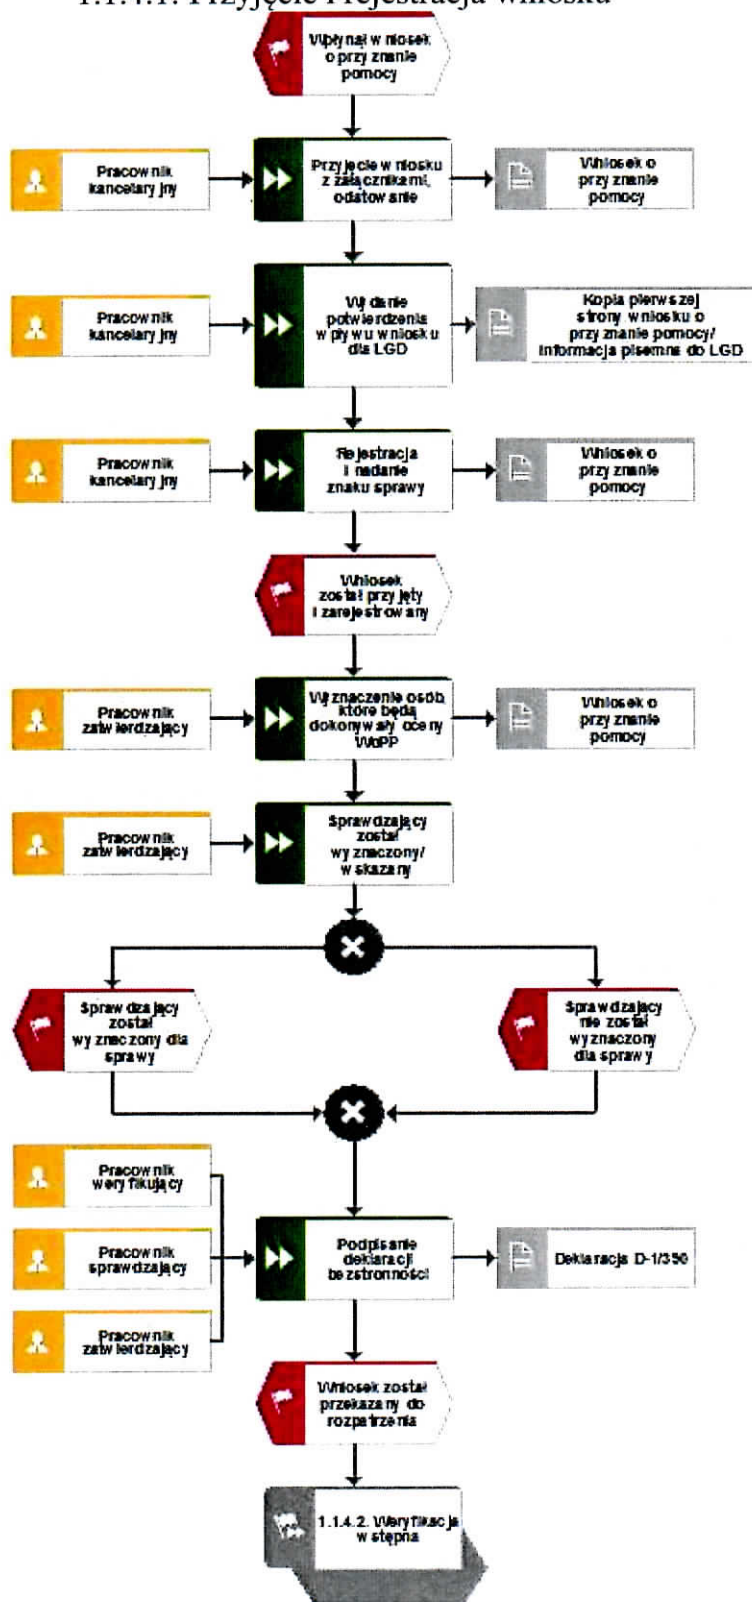 1.1.4.1. Przyjęcie i rejestracja wniosku
Wpłynął wniosek
o przyznanie
pomocy
Pracownik
kancelaryjny
Przyjęcie wniosku
z załącznikami,
odatowanie
Wniosek o
przyznanie
pomocy
Pracownik
kancelaryjny
Wydanie
potwierdzenia
wpływu wniosku
dla LGD
Kopia pierwszej
strony wniosku o
przyznanie pomocy/
informacja pisemna do LGD
Pracownik
kancelaryjny
Rejestracja
i nadanie
znaku sprawy
Wniosek o
przyznanie
pomocy
Wniosek
został przyjęty
i zarejestrowany
Pracownik
zatwierdzający
Wyznaczenie osób,
które będą
dokonywały oceny
WoPP
Wniosek o
przyznanie
pomocy
Pracownik
zatwierdzający
Sprawdzający
został
wyznaczony/
wskazany
Sprawdzający
został
wyznaczony dla
sprawy
Sprawdzający
nie został
wyznaczony
dla sprawy
Pracownik
weryfikujący
Pracownik
sprawdzający
Pracownik
zatwierdzający
Podpisanie
deklaracji
bezstronności
Deklaracja D-1/350
Wniosek został
przekazany do
rozpatrzenia
1.1.4.2. Weryfikacja
wstępna